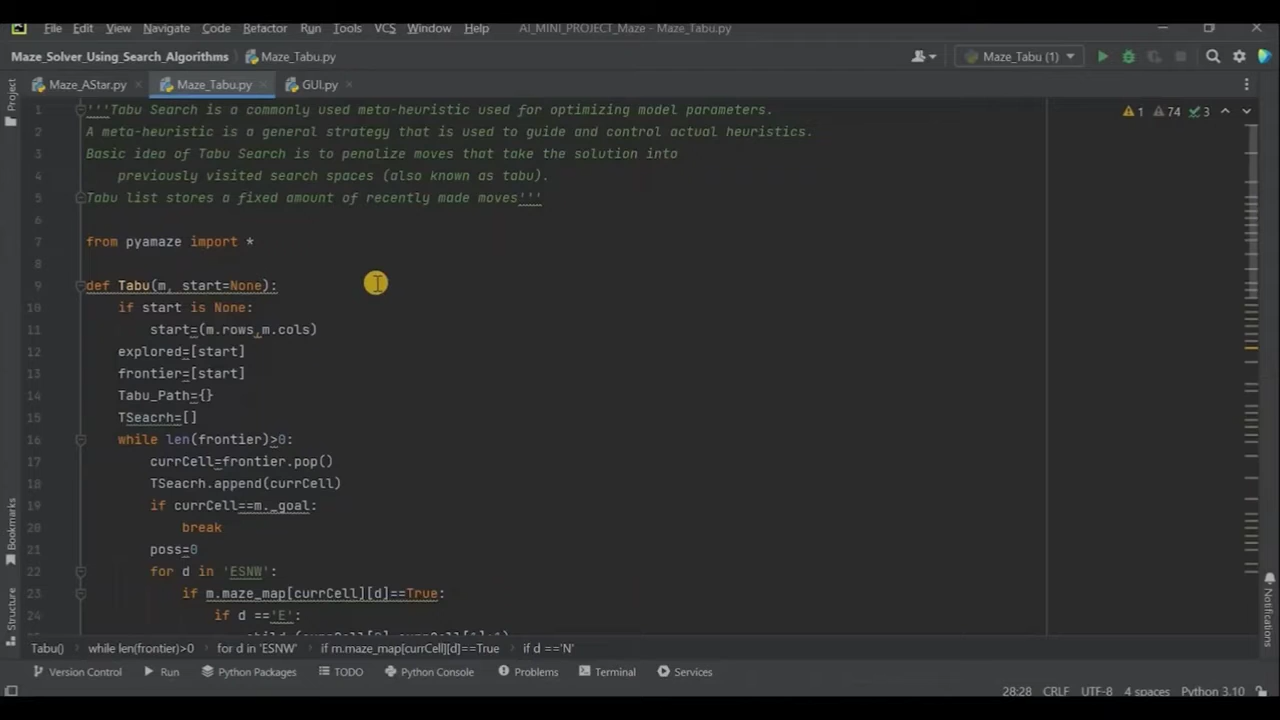 File Edit View Navigate Code Refactor Run Tools VCS Window Help AI_MINI_PROJECT_Maze - Maze_Tabu.py
Maze_Solver_Using_Search_Algorithms Maze_Tabu.py Maze_Tabu (1)
Maze_AStar.py Maze_Tabu.py GUI.py
Project
1 '''Tabu Search is a commonly used meta-heuristic used for optimizing model parameters. 1 74 3
2 A meta-heuristic is a general strategy that is used to guide and control actual heuristics.
3 Basic idea of Tabu Search is to penalize moves that take the solution into
4 previously visited search spaces (also known as tabu).
5 Tabu list stores a fixed amount of recently made moves'''
6
7 from pyamaze import *
8
9 def Tabu(m, start=None):
10 if start is None:
11 start=(m.rows,m.cols)
12 explored=[start]
13 frontier=[start]
14 Tabu_Path={}
15 TSeacrh=[]
16 while len(frontier)>0:
17 currCell=frontier.pop()
18 TSeacrh.append(currCell)
19 if currCell==m._goal:
20 break
21 poss=0
22 for d in 'ESNW':
23 if m.maze_map[currCell][d]==True:
24 if d =='E':
Bookmarks
Structure
Notifications
Tabu() while len(frontier)>0 for d in 'ESNW' if m.maze_map[currCell][d]==True if d =='N'
Version Control Run Python Packages TODO Python Console Problems Terminal Services
28:28 CRLF UTF-8 4 spaces Python 3.10